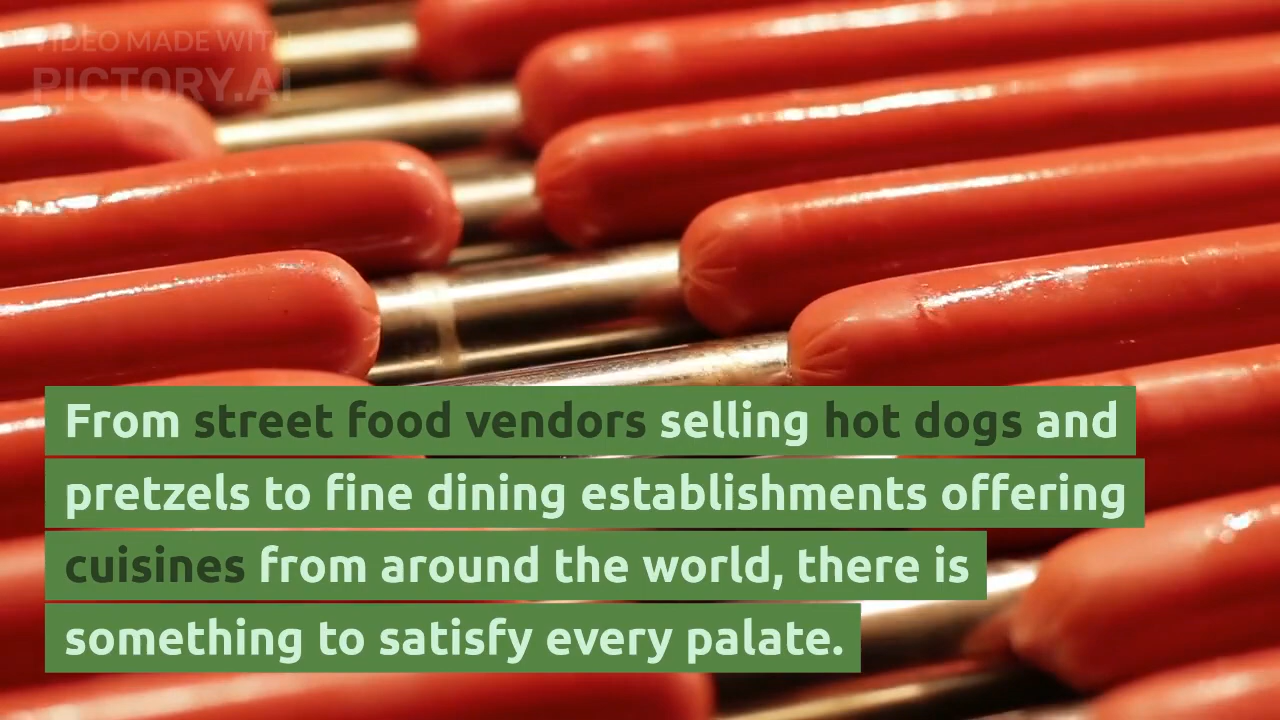 VIDEO MADE WITH
PICTORY.AI
From street food vendors selling hot dogs and
pretzels to fine dining establishments offering
cuisines from around the world, there is
something to satisfy every palate.